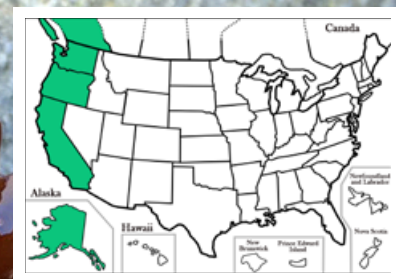 Canada
Alaska
Hawaii
New
Brunswick
Prince Edward
Island
Newfoundland
and Labrador
Nova Scotia